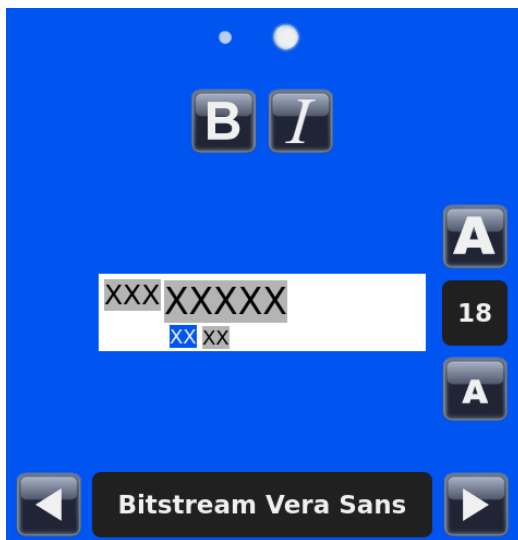 B I
A
XXX XXXXX
18
XX XX
A
Bitstream Vera Sans